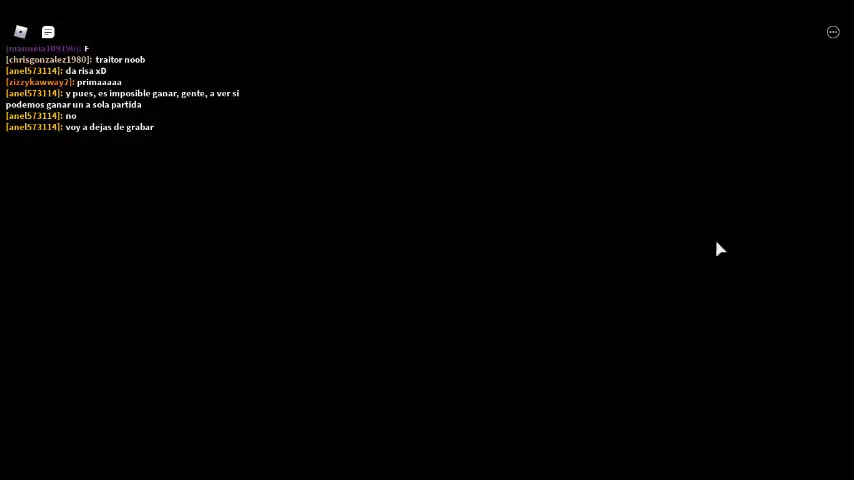 [manuela109190]: F
[chrisgonzalez1980]: traitor noob
[anel573114]: da risa xD
[zizzykawway2]: primaaaaa
[anel573114]: y pues, es imposible ganar, gente, a ver si
podemos ganar un a sola partida
[anel573114]: no
[anel573114]: voy a dejas de grabar